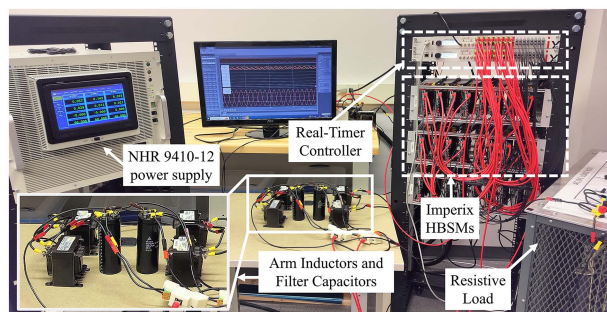 NHR 9410-12
power supply
Real-Timer
Controller
Imperix
HBSMs
Arm Inductors and
Filter Capacitors
Resistive
Load